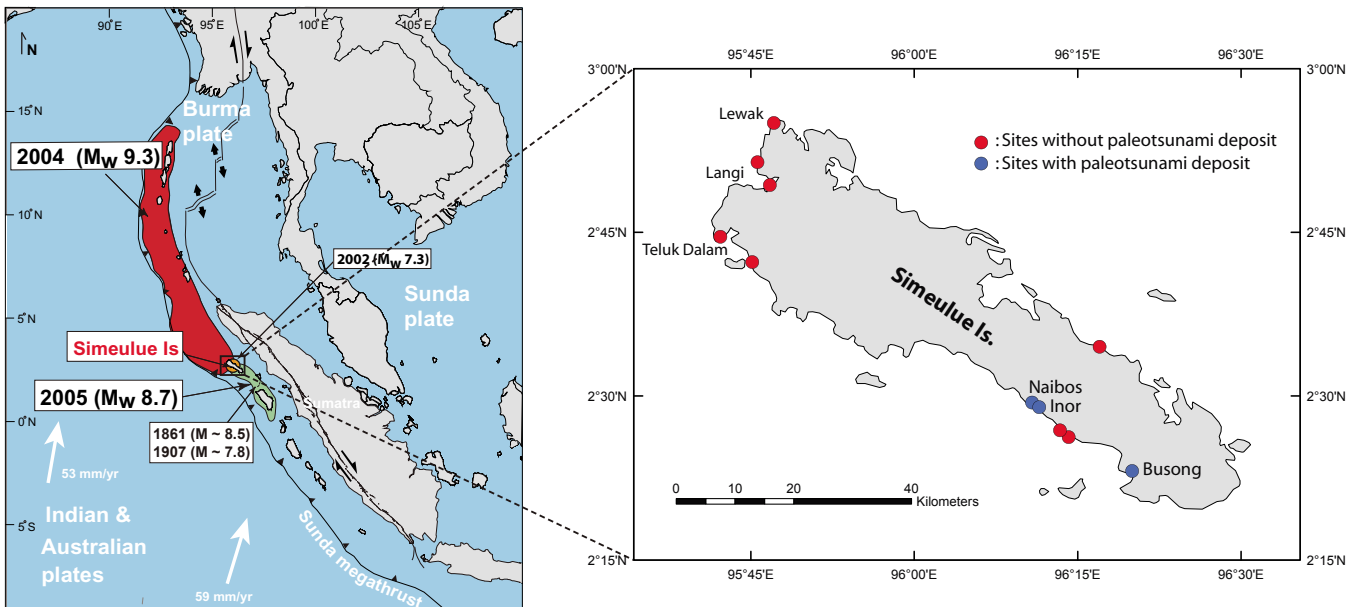 90°E
95°E
100°E
105°E
N
15°N
10°N
5°N
0°N
5°S
Burma
plate
2004 (Mw 9.3)
2002 (Mw 7.3)
Sunda
plate
Simeulue Is
2005 (Mw 8.7)
Sumatra
1861 (M ~ 8.5)
1907 (M ~ 7.8)
53 mm/yr
Indian &
Australian
plates
59 mm/yr
Sunda megathrust
95°45'E
96°00'E
96°15'E
96°30'E
3°00'N
3°00'N
Lewak
: Sites without paleotsunami deposit
: Sites with paleotsunami deposit
Langi
2°45'N
2°45'N
Teluk Dalam
Simeulue Is.
2°30'N
2°30'N
Naibos
Inor
Busong
0
10
20
40
Kilometers
2°15'N
2°15'N
95°45'E
96°00'E
96°15'E
96°30'E